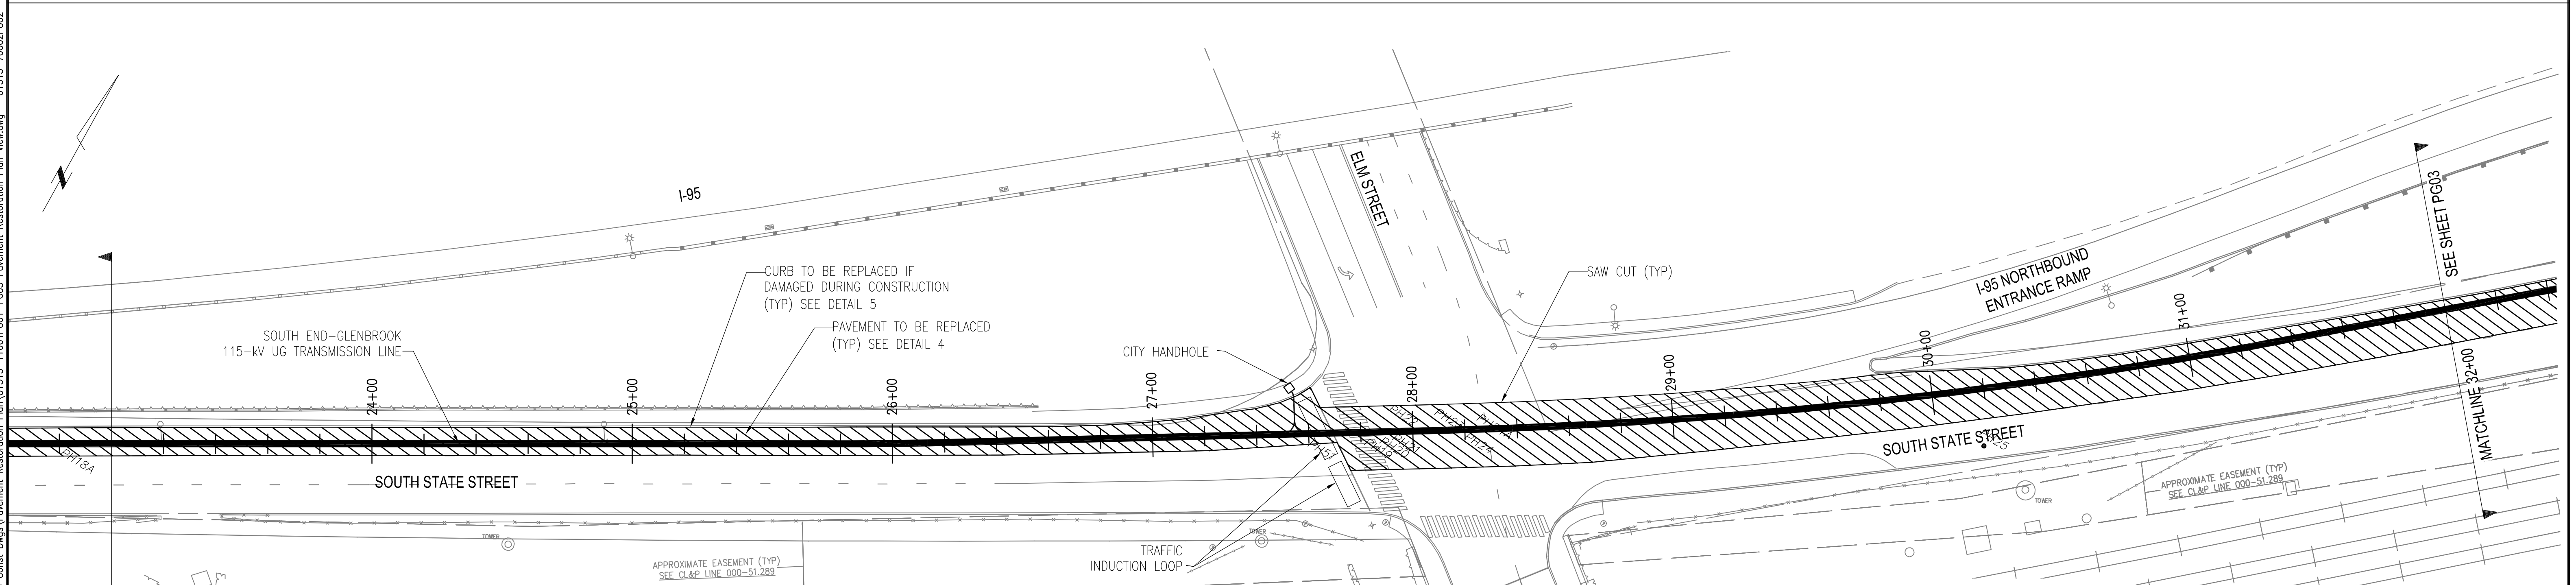 I-95
ELM STREET
SEE SHEET PG03
I-95 NORTHBOUND
ENTRANCE RAMP
CURB TO BE REPLACED IF
DAMAGED DURING CONSTRUCTION
(TYP) SEE DETAIL 5
SAW CUT (TYP)
PAVEMENT TO BE REPLACED
(TYP) SEE DETAIL 4
SOUTH END-GLENBROOK
115-kV UG TRANSMISSION LINE
CITY HANDHOLE
24+00
25+00
26+00
27+00
28+00
29+00
30+00
31+00
MATCHLINE 32+00
PH18A
PH24
SOUTH STATE STREET
SOUTH STATE STREET
TOWER
TOWER
TOWER
TRAFFIC
INDUCTION LOOP
APPROXIMATE EASEMENT (TYP)
SEE CL&P LINE 000-51.289
APPROXIMATE EASEMENT (TYP)
SEE CL&P LINE 000-51.289